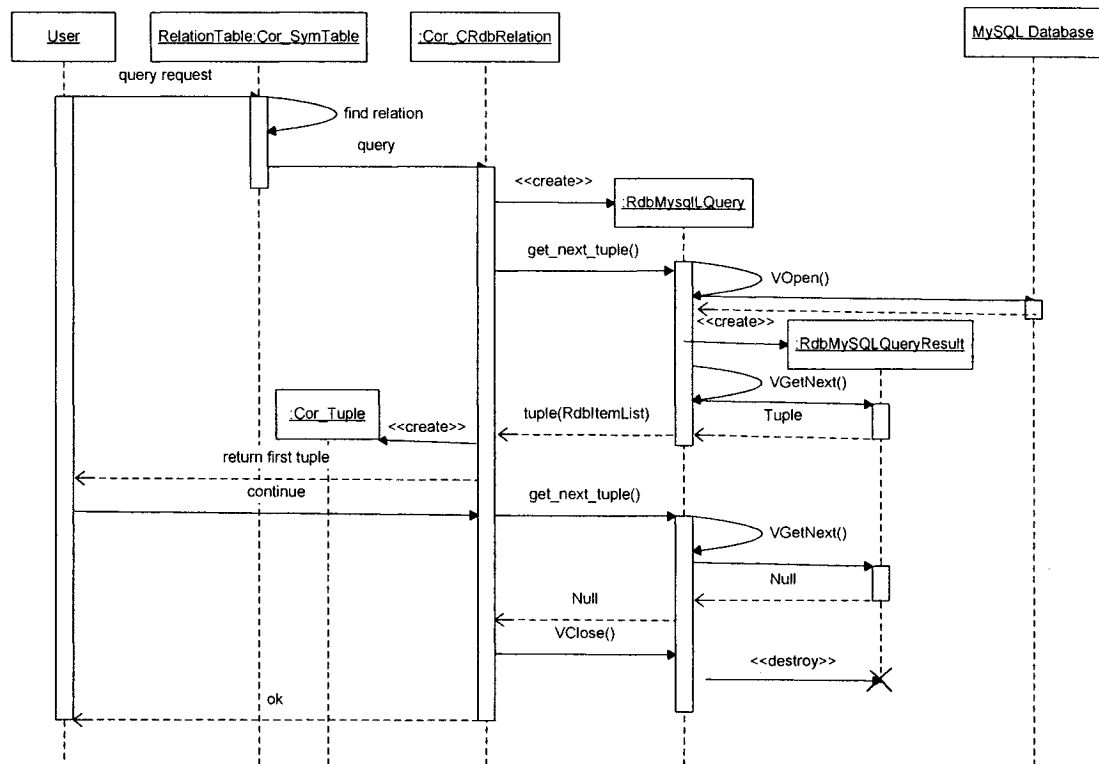 User
RelationTable:Cor_SymTable
:Cor_CRdbRelation
MySQL Database
query request
find relation
query
<<create>>
:RdbMysqlLQuery
get_next_tuple()
VOpen()
<<create>>
:RdbMySQLQueryResult
VGetNext()
:Cor_Tuple
<<create>>
tuple(RdbItemList)
Tuple
return first tuple
continue
get_next_tuple()
VGetNext()
Null
Null
VClose()
<<destroy>>
ok